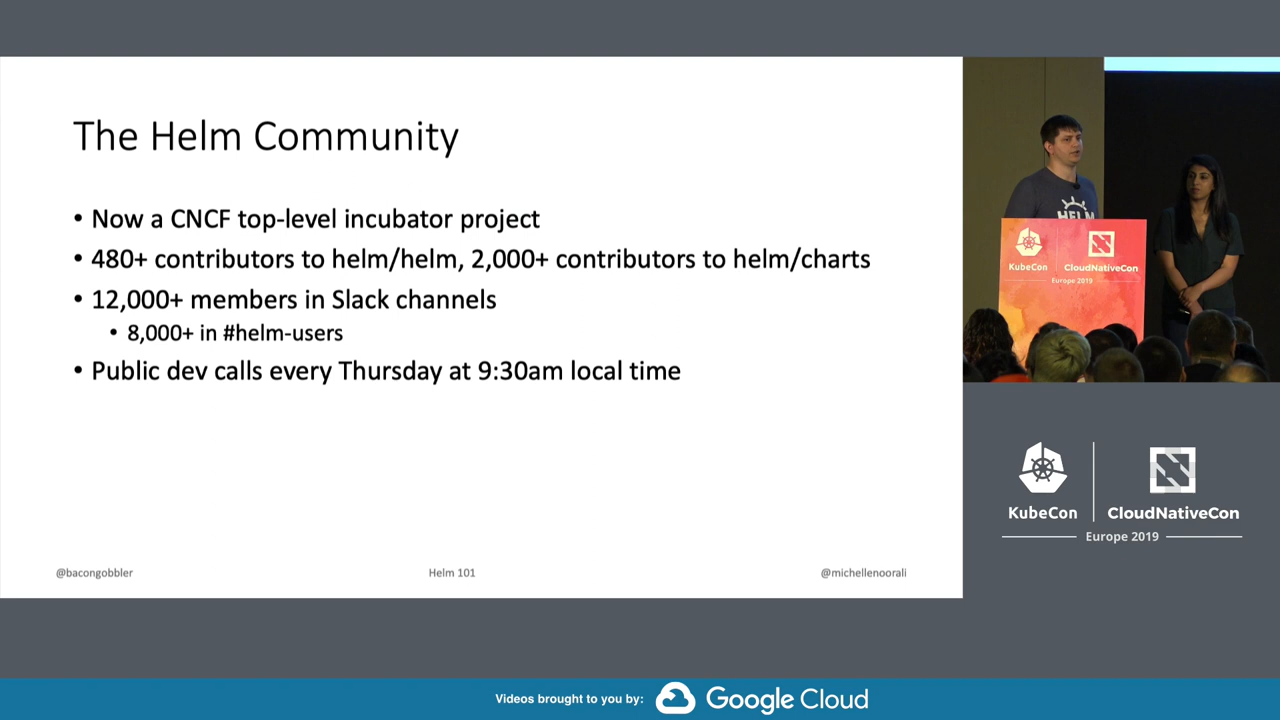 The Helm Community
• Now a CNCF top-level incubator project
• 480+ contributors to helm/helm, 2,000+ contributors to helm/charts
• 12,000+ members in Slack channels
• 8,000+ in #helm-users
• Public dev calls every Thursday at 9:30am local time
@bacongobbler
Helm 101
@michellenoorali
HELM
KubeCon
CloudNativeCon
Europe 2019
KubeCon
CloudNativeCon
Europe 2019
Videos brought to you by:
Google Cloud